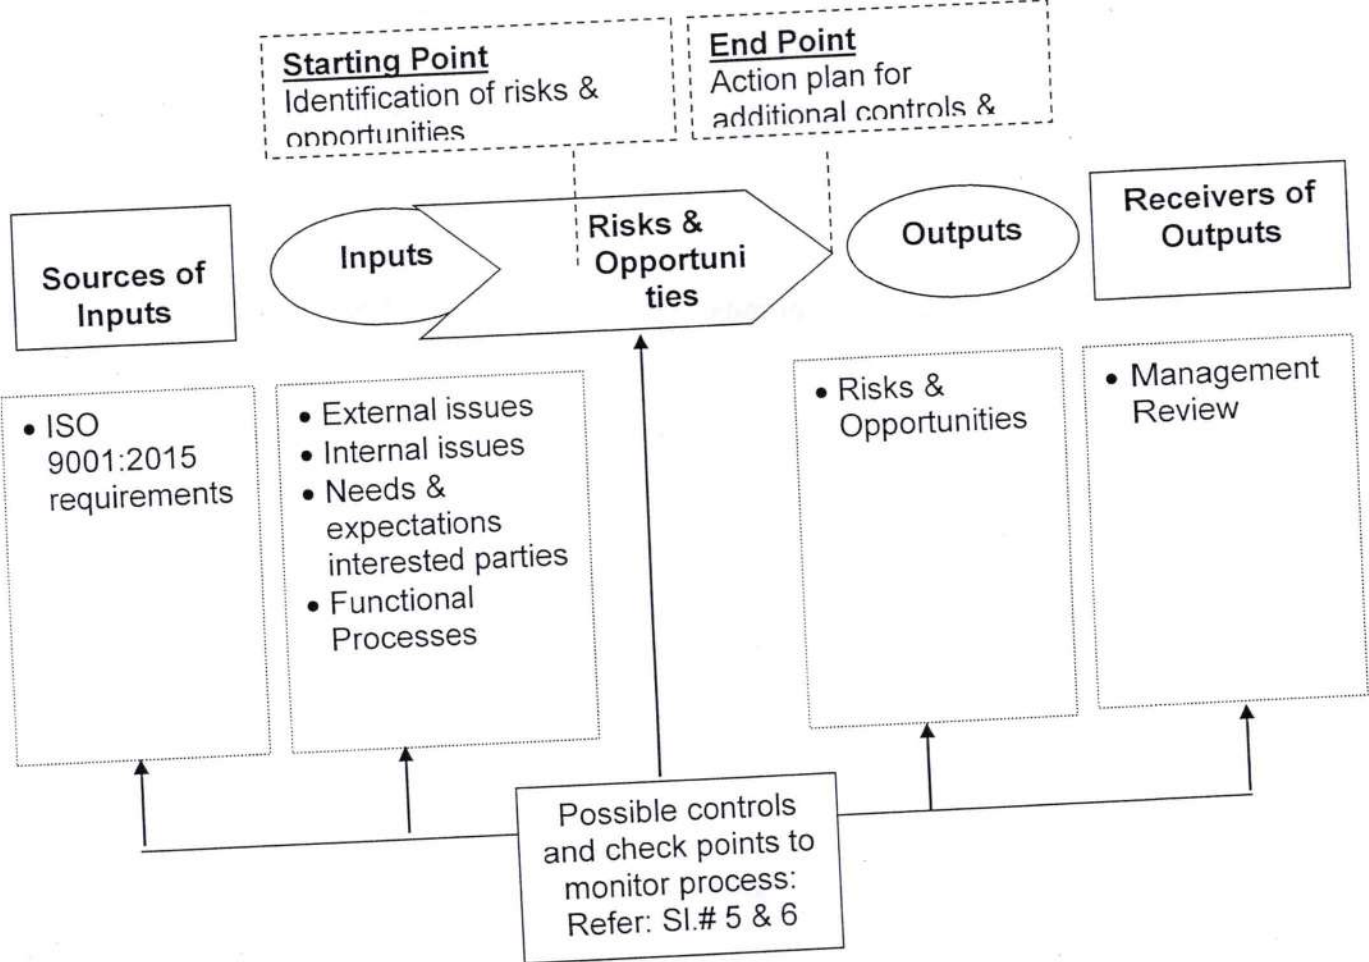 Starting Point
Identification of risks &
opportunities
End Point
Action plan for
additional controls &
Sources of
Inputs
Inputs
Risks &
Opportuni
ties
Outputs
Receivers of
Outputs
• ISO
9001:2015
requirements
• External issues
• Internal issues
• Needs &
expectations
interested parties
• Functional
Processes
• Risks &
Opportunities
• Management
Review
Possible controls
and check points to
monitor process:
Refer: Sl.# 5 & 6